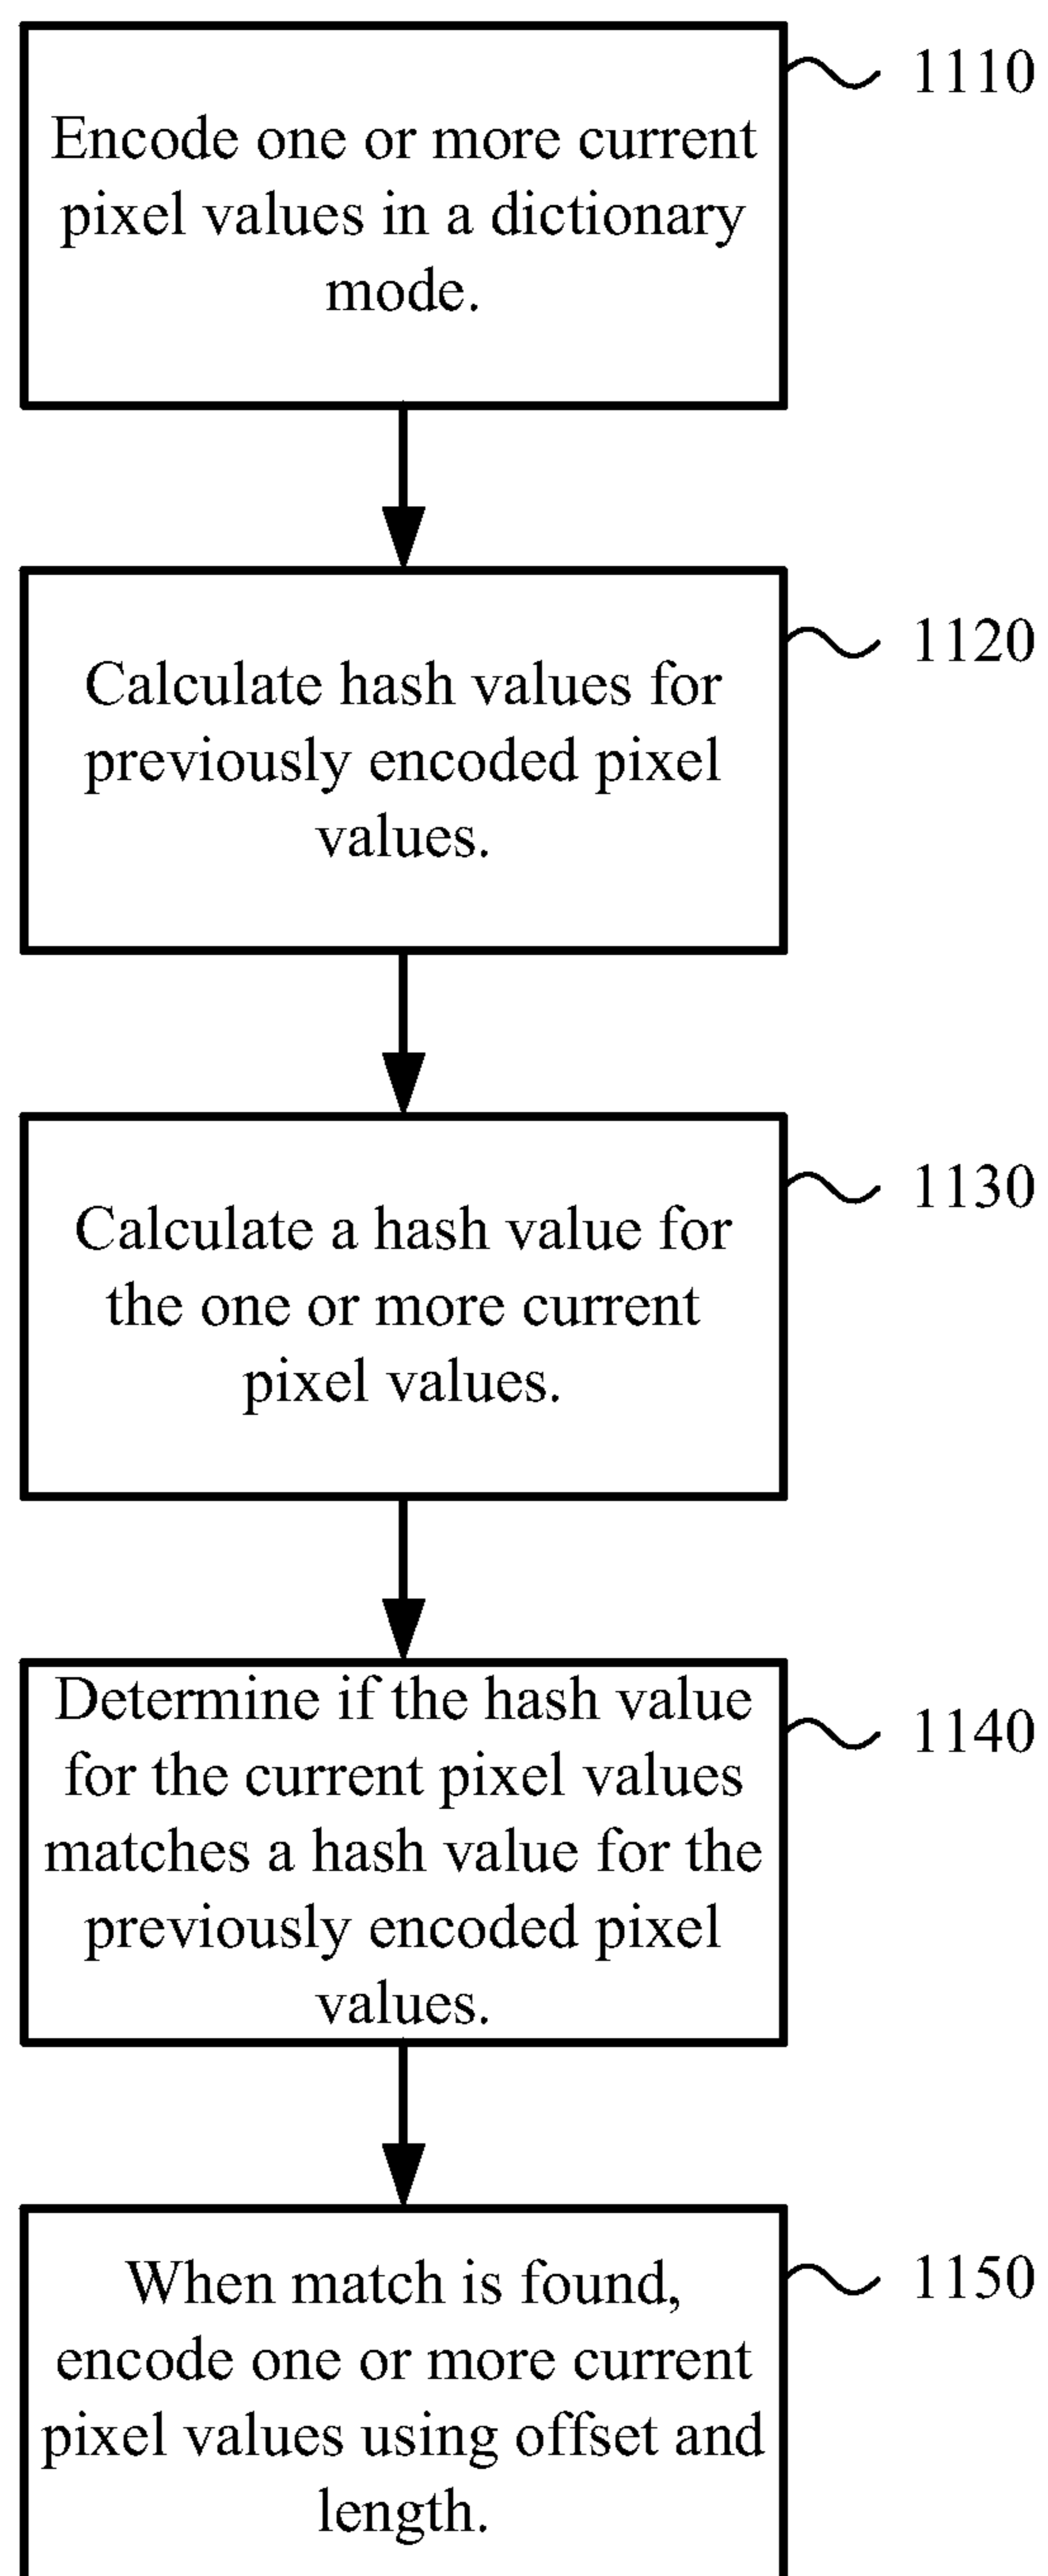 Encode one or more current
pixel values in a dictionary
mode.
1110
Calculate hash values for
previously encoded pixel
values.
1120
Calculate a hash value for
the one or more current
pixel values.
1130
Determine if the hash value
for the current pixel values
matches a hash value for the
previously encoded pixel
values.
1140
When match is found,
encode one or more current
pixel values using offset and
length.
1150